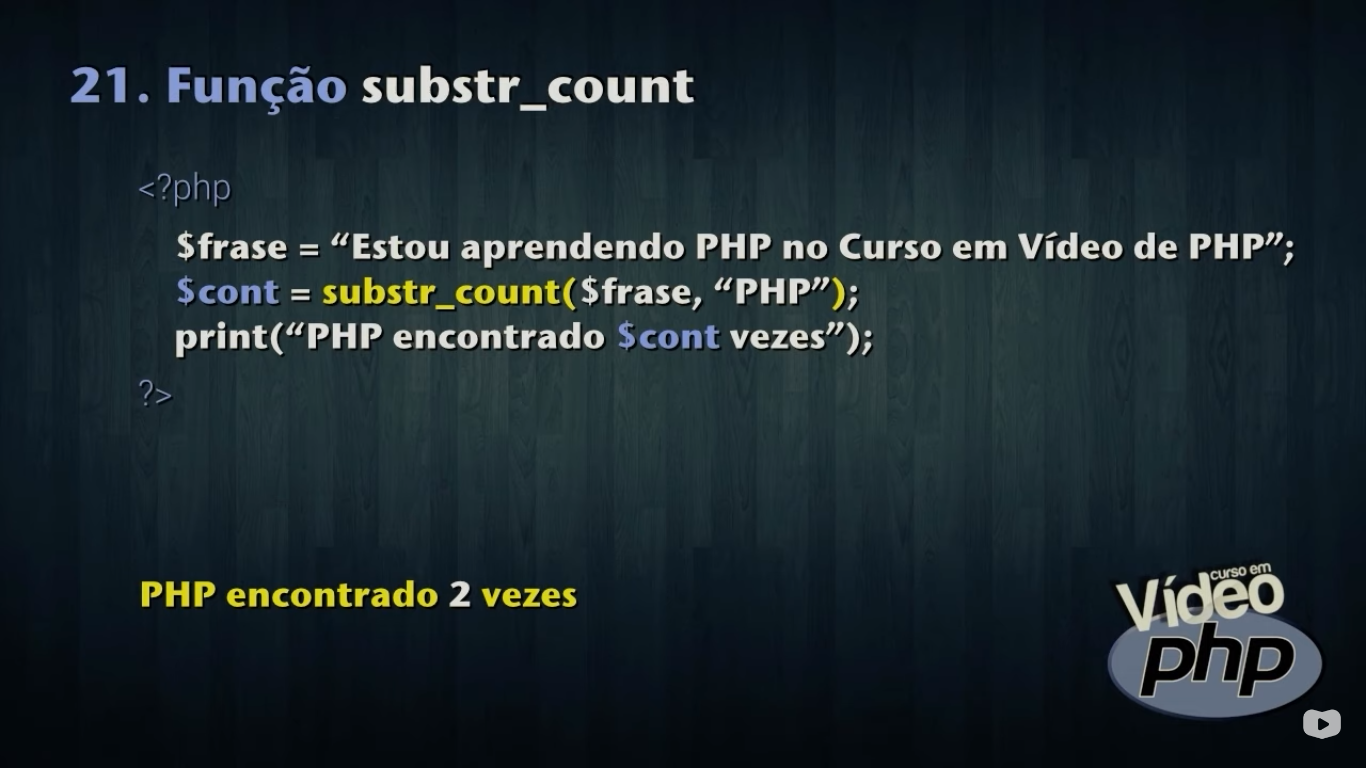 21. Função substr_count
<?php
$frase = “Estou aprendendo PHP no Curso em Vídeo de PHP”;
$cont = substr_count($frase, “PHP”);
print(“PHP encontrado $cont vezes”);
?>
PHP encontrado 2 vezes
curso em
Vídeo
php